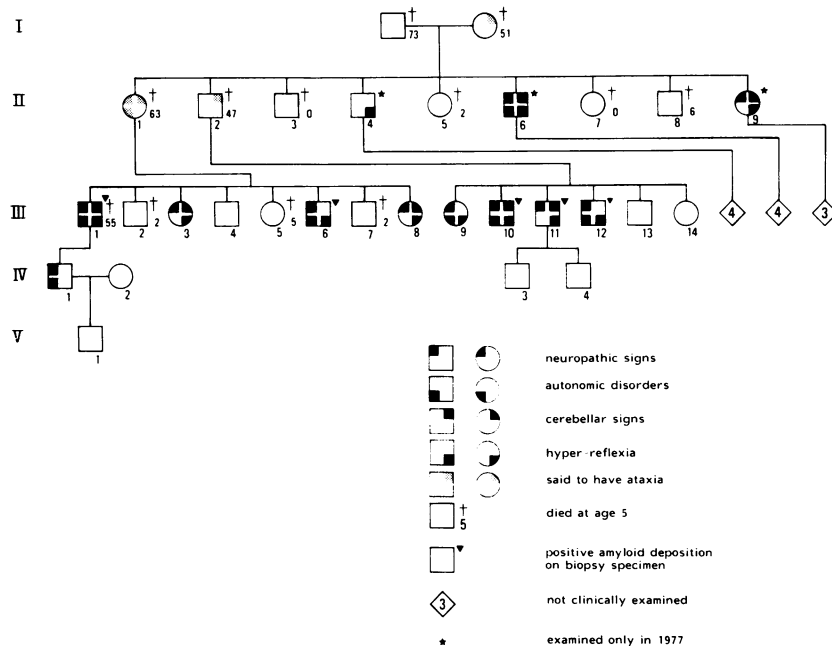 I † 73 † 51
II
1 † 63
2 † 47
3 † 0
4 ★
5 † 2
6 ★
7 † 0
8 † 6
9 ★
III
1 ▼ † 55
2 † 2
3
4
5 † 5
6 ▼
7 † 2
8
9
10 ▼
11 ▼
12 ▼
13
14
4
4
3
IV
1
2
3
4
V
1
neuropathic signs
autonomic disorders
cerebellar signs
hyper-reflexia
said to have ataxia
† 5 died at age 5
▼ positive amyloid deposition
on biopsy specimen
3 not clinically examined
★ examined only in 1977